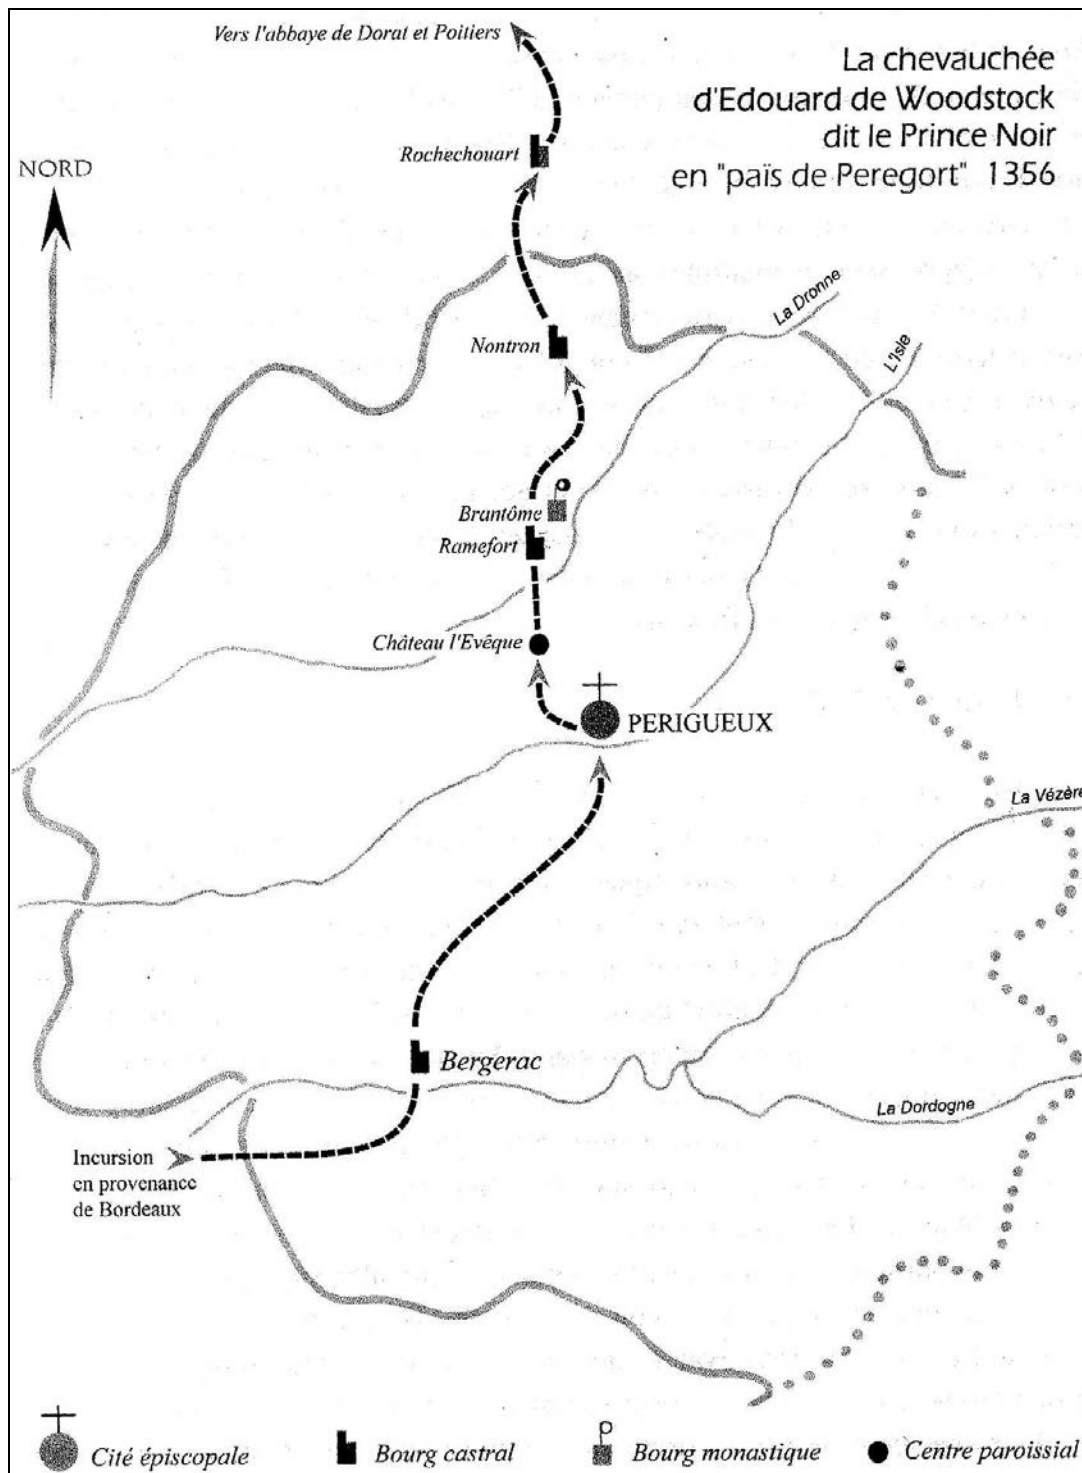 Vers l'abbaye de Dorat et Poitiers
La chevauchée
d'Edouard de Woodstock
dit le Prince Noir
en "païs de Peregort" 1356
NORD
Rochechouart
La Dronne
L'Isle
Nontron
Brantôme
Ramefort
Château l'Evêque
PERIGUEUX
La Vézère
Bergerac
La Dordogne
Incursion
en provenance
de Bordeaux
Cité épiscopale
Bourg castral
Bourg monastique
Centre paroissial